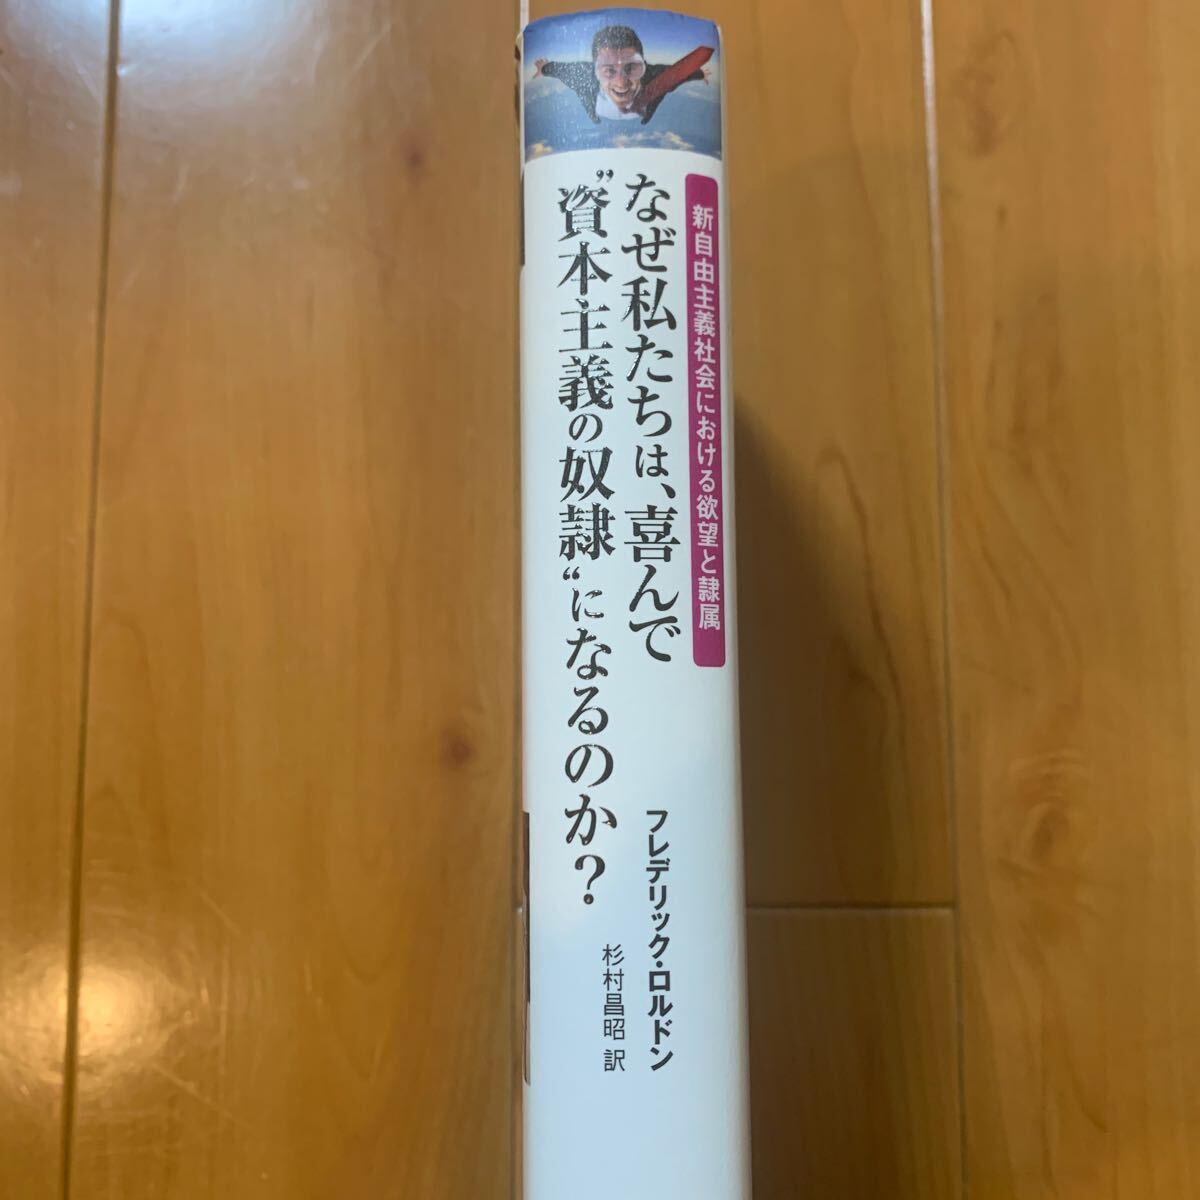 新自由主義社会における欲望と隷属
なぜ私たちは、喜んで
”資本主義の奴隷“になるのか？
フレデリック・ロルドン
杉村昌昭 訳